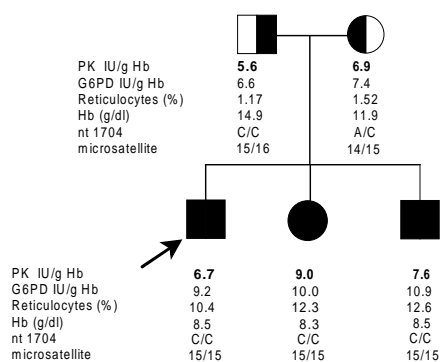 PK IU/g Hb 5.6 6.9
G6PD IU/g Hb 6.6 7.4
Reticulocytes (%) 1.17 1.52
Hb (g/dl) 14.9 11.9
nt 1704 C/C A/C
microsatellite 15/16 14/15
PK IU/g Hb 6.7 9.0 7.6
G6PD IU/g Hb 9.2 10.0 10.9
Reticulocytes (%) 10.4 12.3 12.6
Hb (g/dl) 8.5 8.3 8.5
nt 1704 C/C C/C C/C
microsatellite 15/15 15/15 15/15